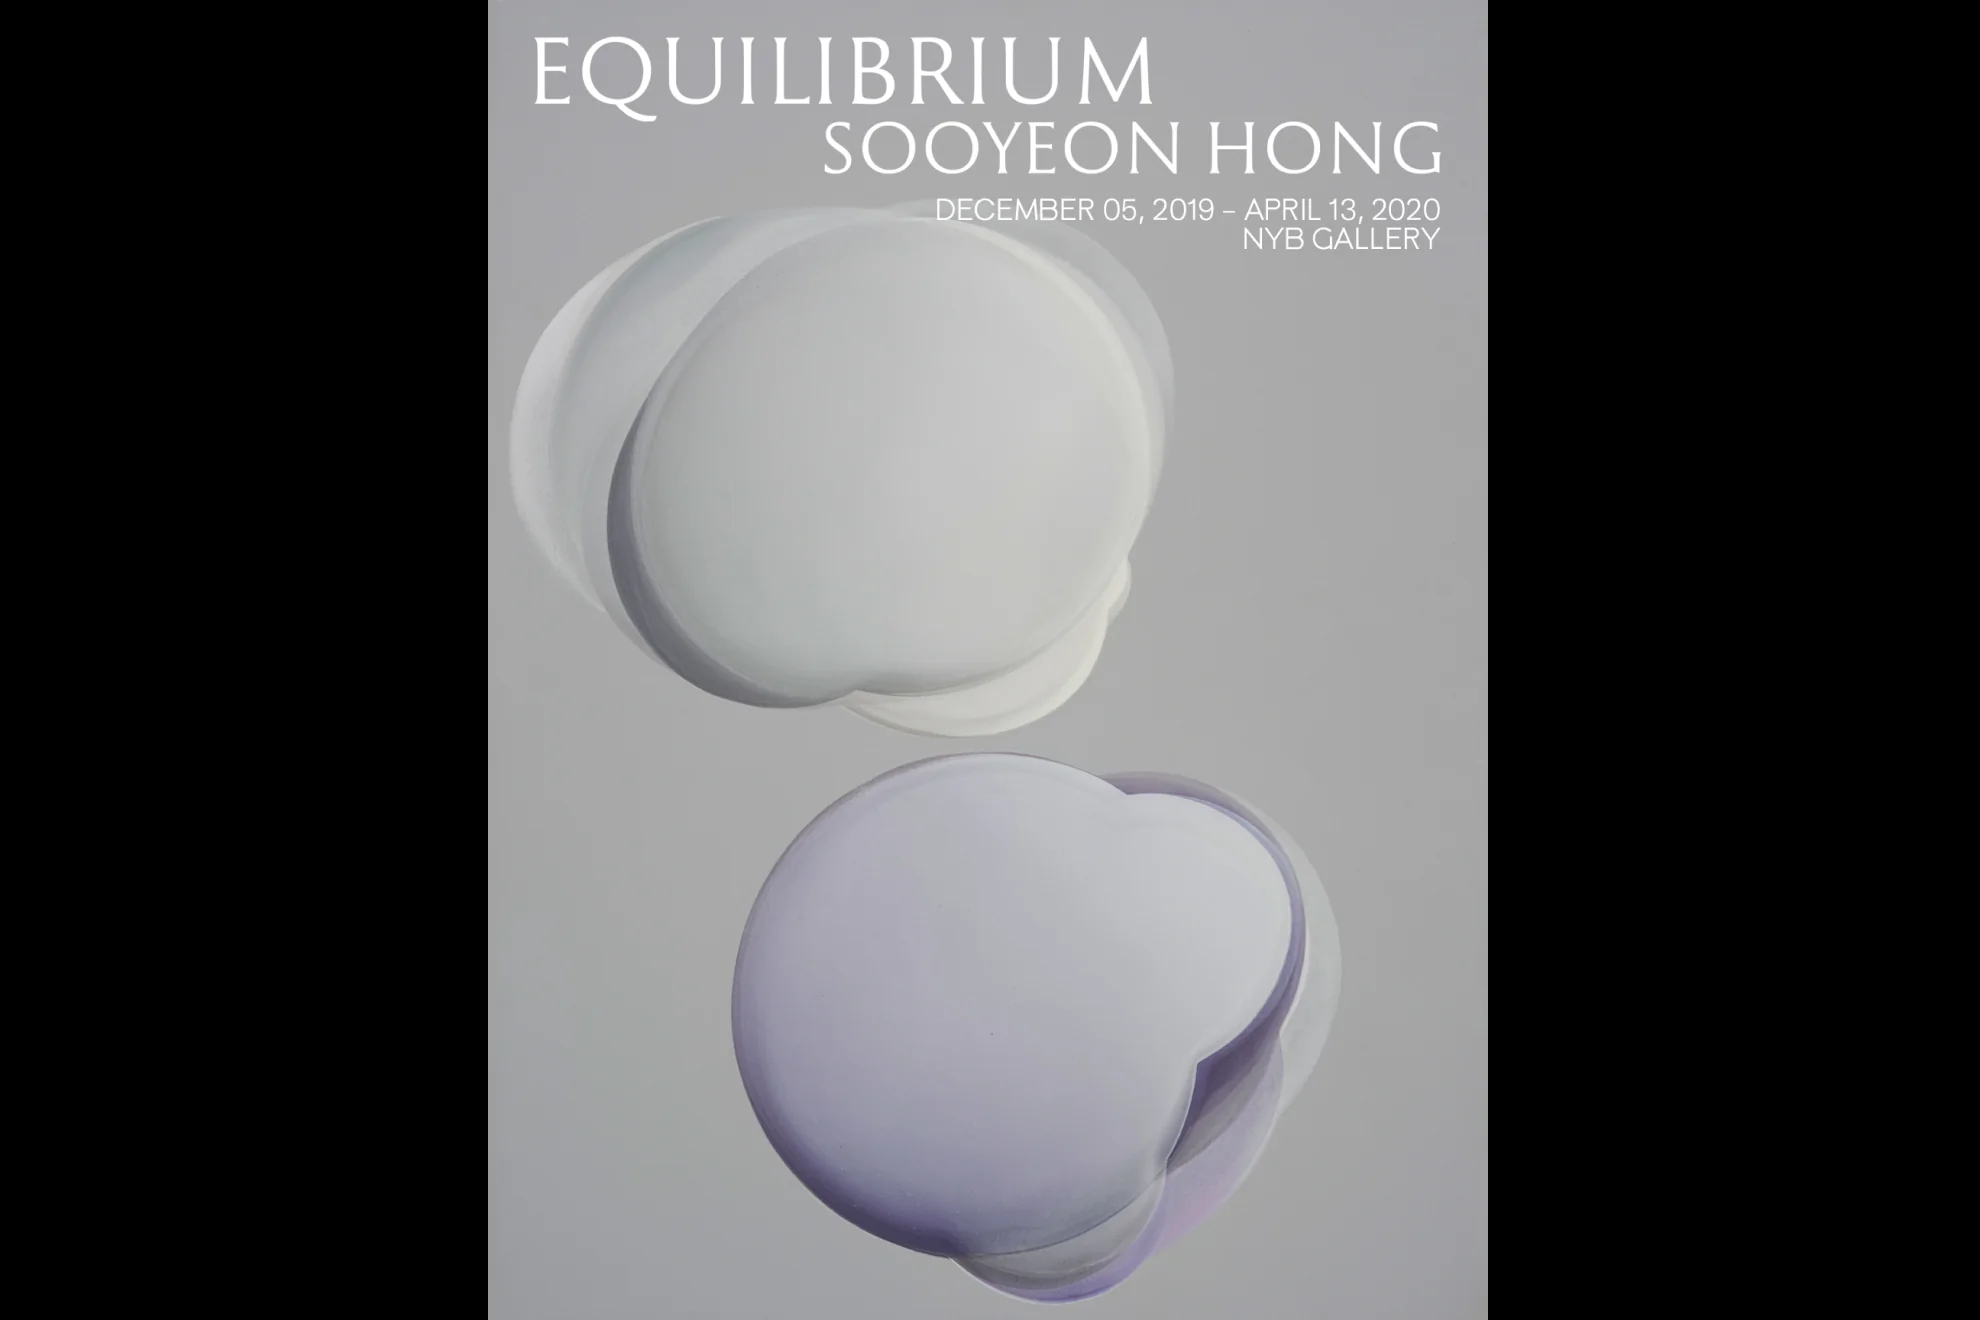 EQUILIBRIUM
SOOYEON HONG
DECEMBER 05, 2019 – APRIL 13, 2020
NYB GALLERY